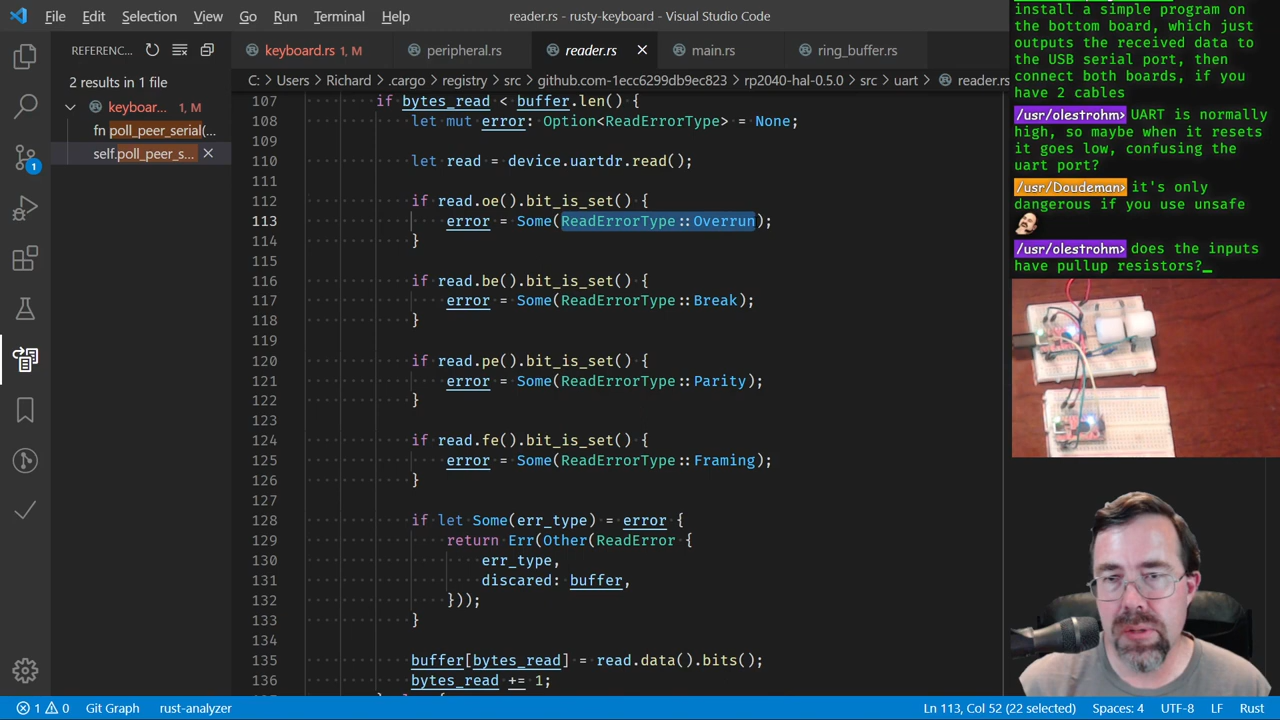 File Edit Selection View Go Run Terminal Help
reader.rs - rusty-keyboard - Visual Studio Code
REFERENC...
2 results in 1 file
keyboar... 1, M
fn poll_peer_serial(...
self.poll_peer_s...
1
keyboard.rs 1, M
peripheral.rs
reader.rs
main.rs
ring_buffer.rs
C: > Users > Richard > .cargo > registry > src > github.com-1ecc6299db9ec823 > rp2040-hal-0.5.0 > src > uart > reader.rs
107 if bytes_read < buffer.len() {
108 let mut error: Option<ReadErrorType> = None;
109
110 let read = device.uartdr.read();
111
112 if read.oe().bit_is_set() {
113 error = Some(ReadErrorType::Overrun);
114 }
115
116 if read.be().bit_is_set() {
117 error = Some(ReadErrorType::Break);
118 }
119
120 if read.pe().bit_is_set() {
121 error = Some(ReadErrorType::Parity);
122 }
123
124 if read.fe().bit_is_set() {
125 error = Some(ReadErrorType::Framing);
126 }
127
128 if let Some(err_type) = error {
129 return Err(Other(ReadError {
130 err_type,
131 discared: buffer,
132 }));
133 }
134
135 buffer[bytes_read] = read.data().bits();
136 bytes_read += 1;
install a simple program on
the bottom board, which just
outputs the received data to
the USB serial port, then
connect both boards, if you
have 2 cables
/usr/olestrohm> UART is normally
high, so maybe when it resets
it goes low, confusing the
uart port?
/usr/Doudeman> it's only
dangerous if you use unsafe
/usr/olestrohm> does the inputs
have pullup resistors?_
1 0 Git Graph rust-analyzer
Ln 113, Col 52 (22 selected) Spaces: 4 UTF-8 LF Rust